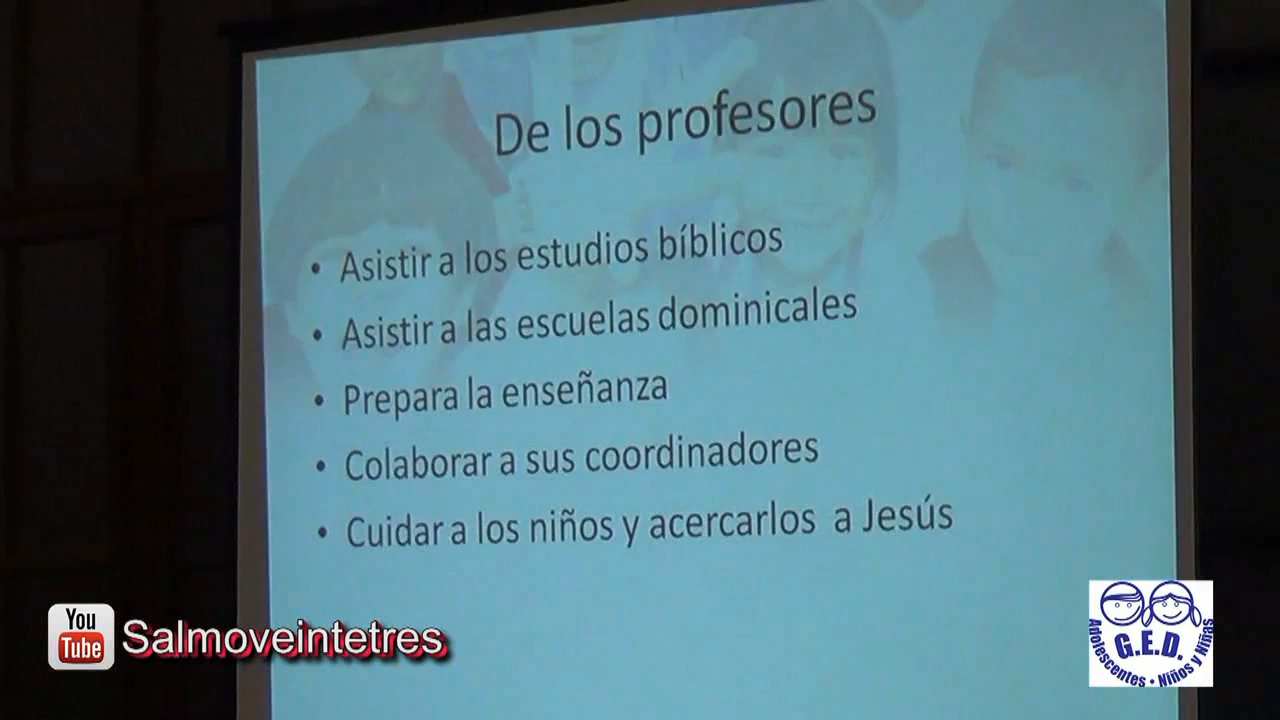 De los profesores
• Asistir a los estudios bíblicos
• Asistir a las escuelas dominicales
• Prepara la enseñanza
• Colaborar a sus coordinadores
• Cuidar a los niños y acercarlos a Jesús
You
Tube
Salmoveintetres
G.E.D.
Adolescentes • Niños y Niñas